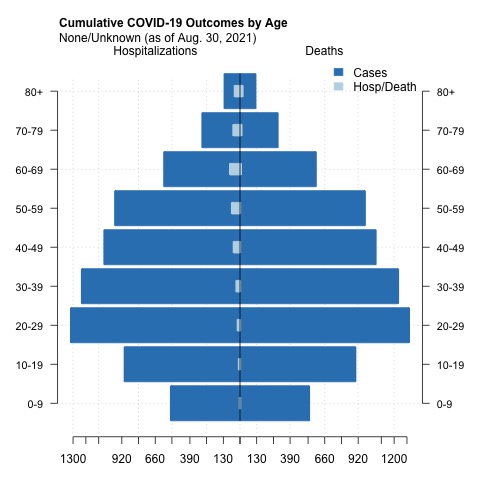 Cumulative COVID-19 Outcomes by Age
None/Unknown (as of Aug. 30, 2021)
Hospitalizations Deaths
Cases
Hosp/Death
80+ 80+
70-79 70-79
60-69 60-69
50-59 50-59
40-49 40-49
30-39 30-39
20-29 20-29
10-19 10-19
0-9 0-9
1300 920 660 390 130 130 390 660 920 1200